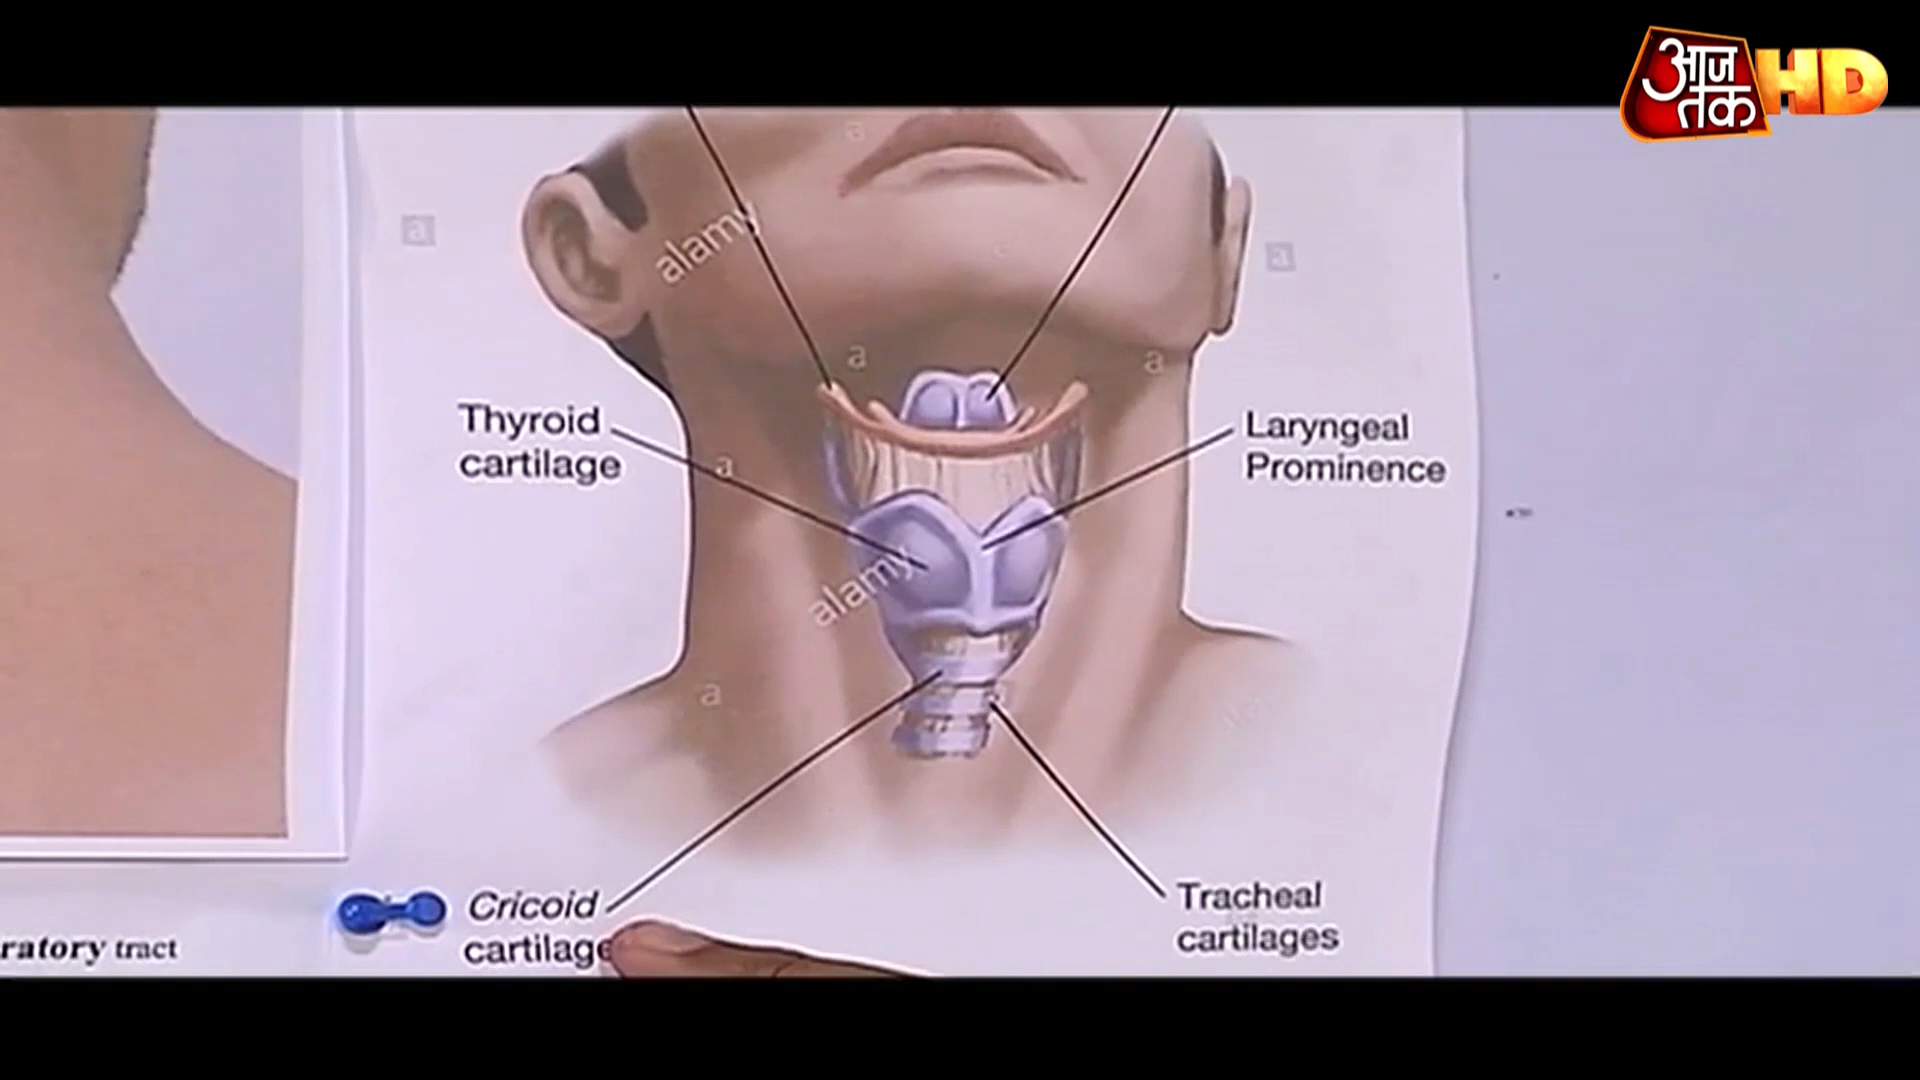 आज
तक HD
alamy
a
a
a
a
a
a
Thyroid
cartilage
a
Laryngeal
Prominence
alamy
a
Cricoid
cartilage
Tracheal
cartilages
ratory tract